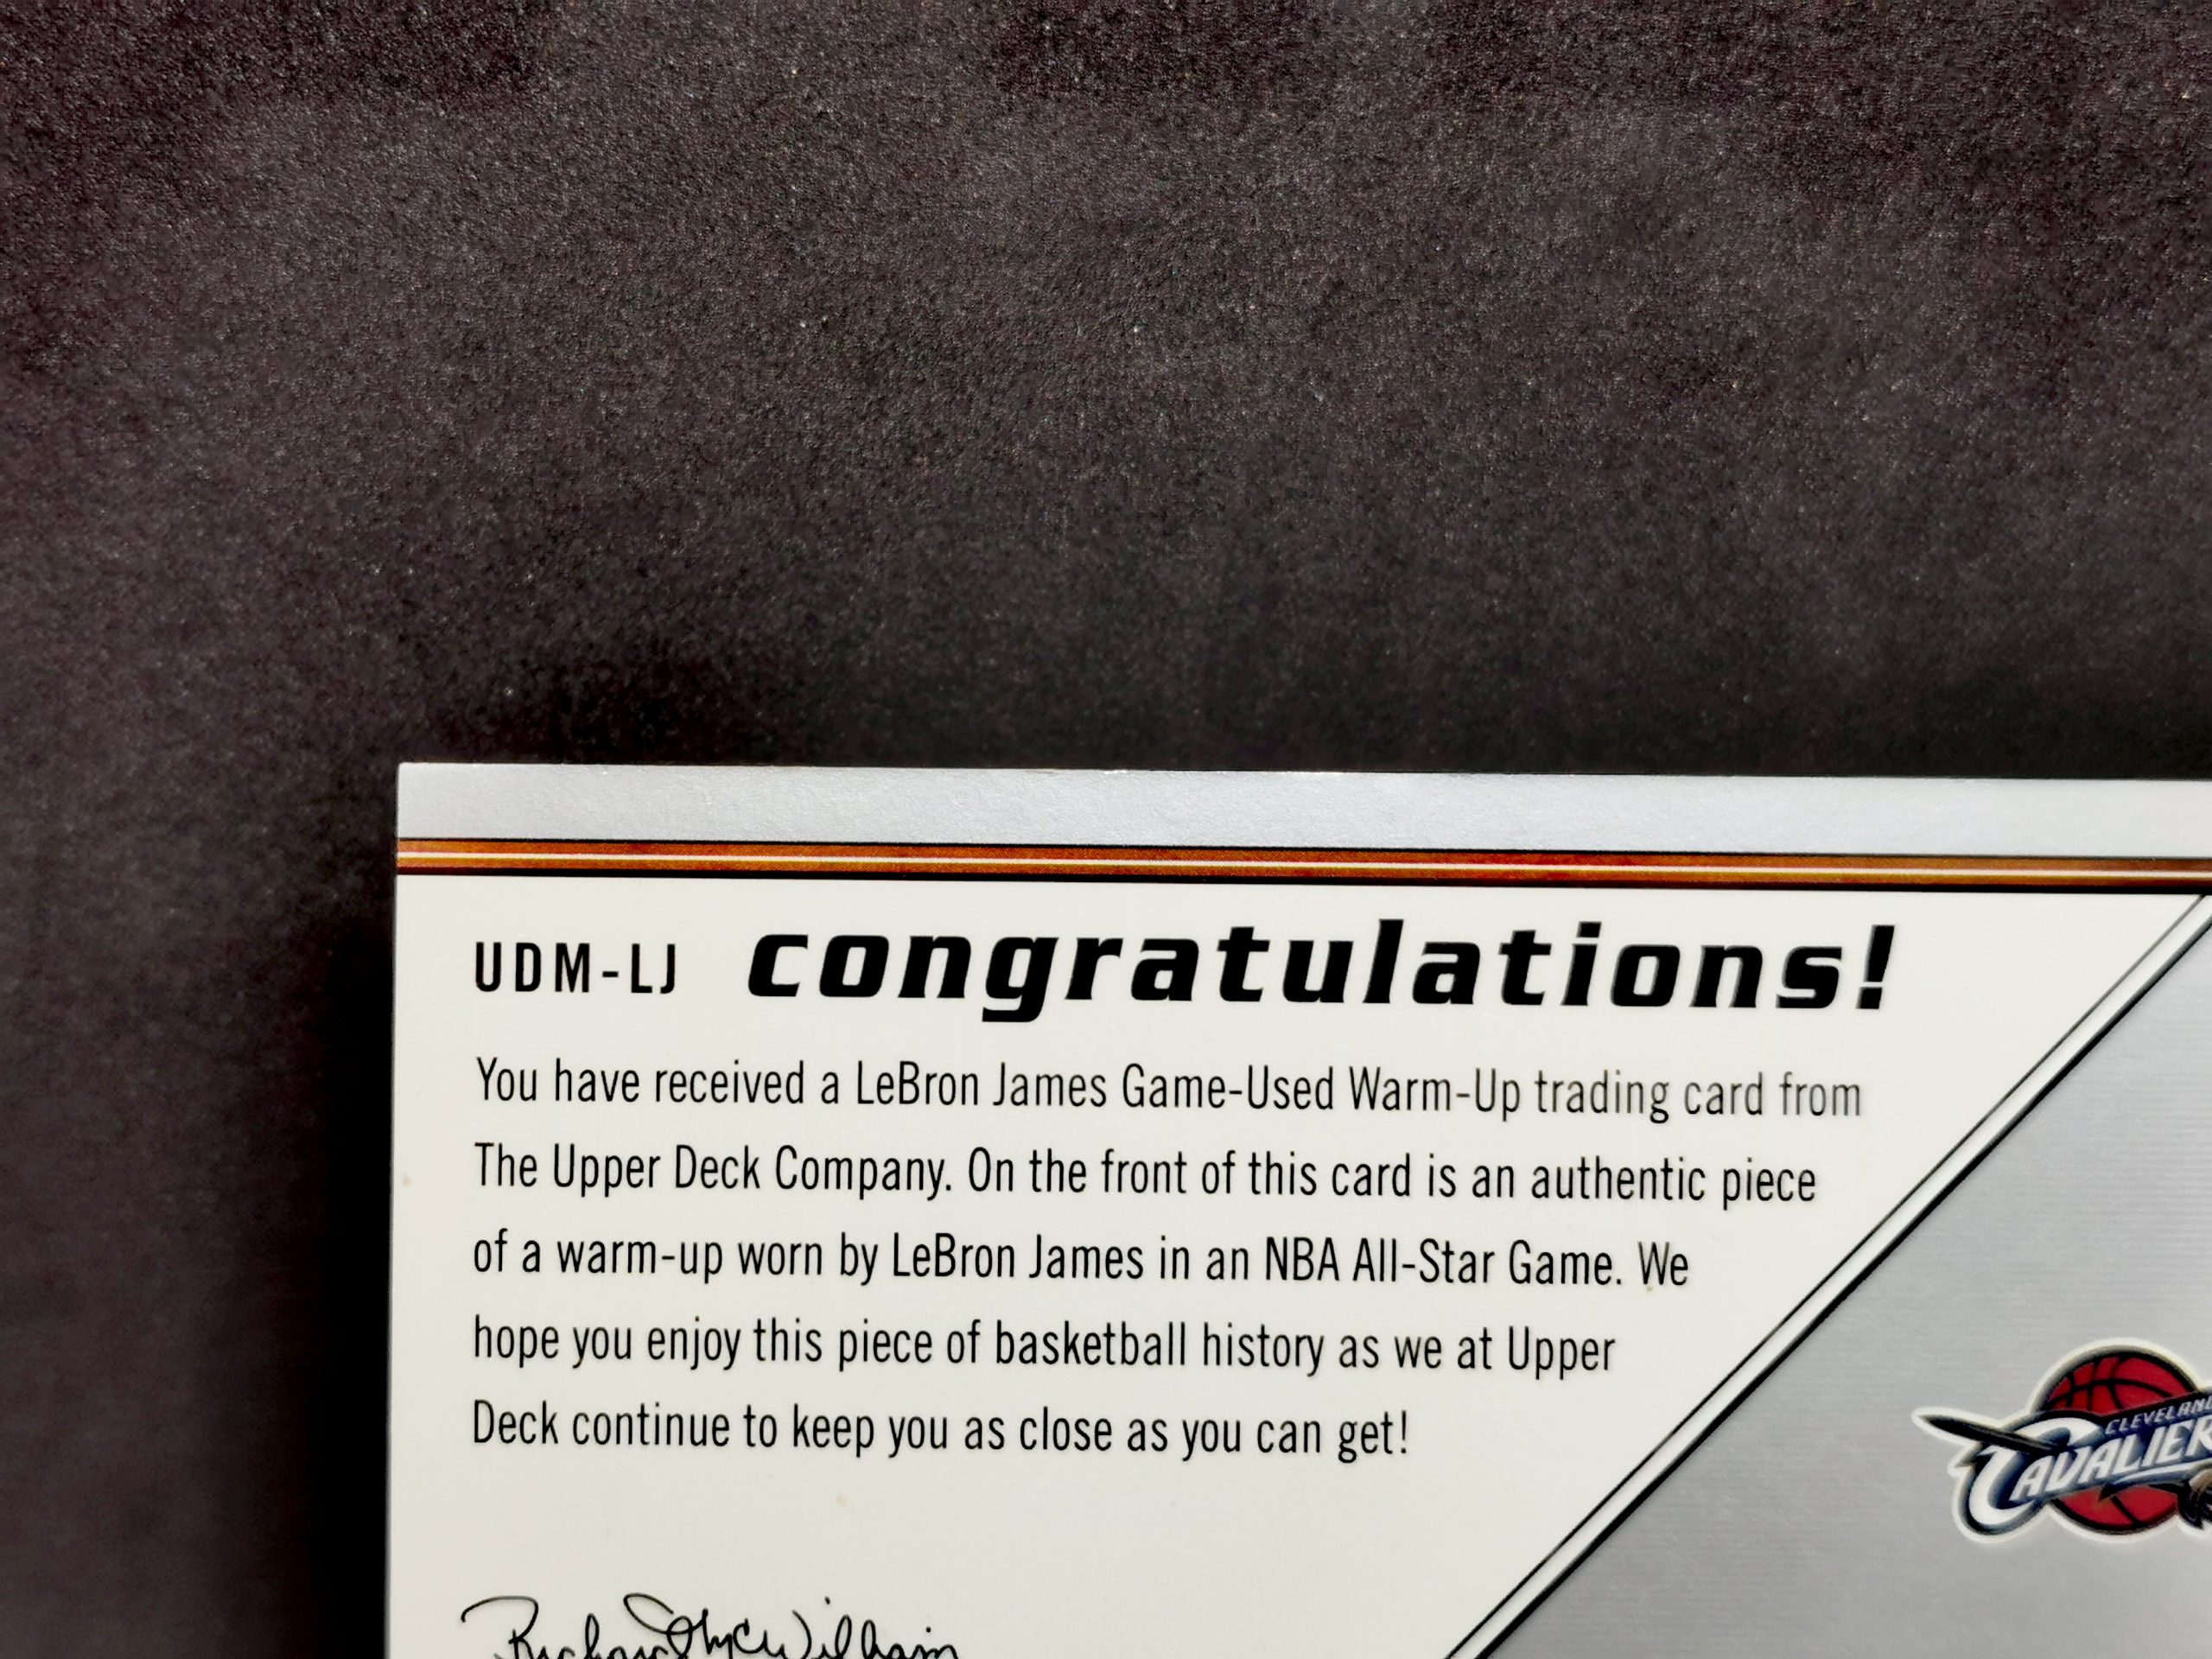 UDM-LJ congratulations!
You have received a LeBron James Game-Used Warm-Up trading card from
The Upper Deck Company. On the front of this card is an authentic piece
of a warm-up worn by LeBron James in an NBA All-Star Game. We
hope you enjoy this piece of basketball history as we at Upper
Deck continue to keep you as close as you can get!
CLEVELAND
CAVALIER
Richard McWilliam